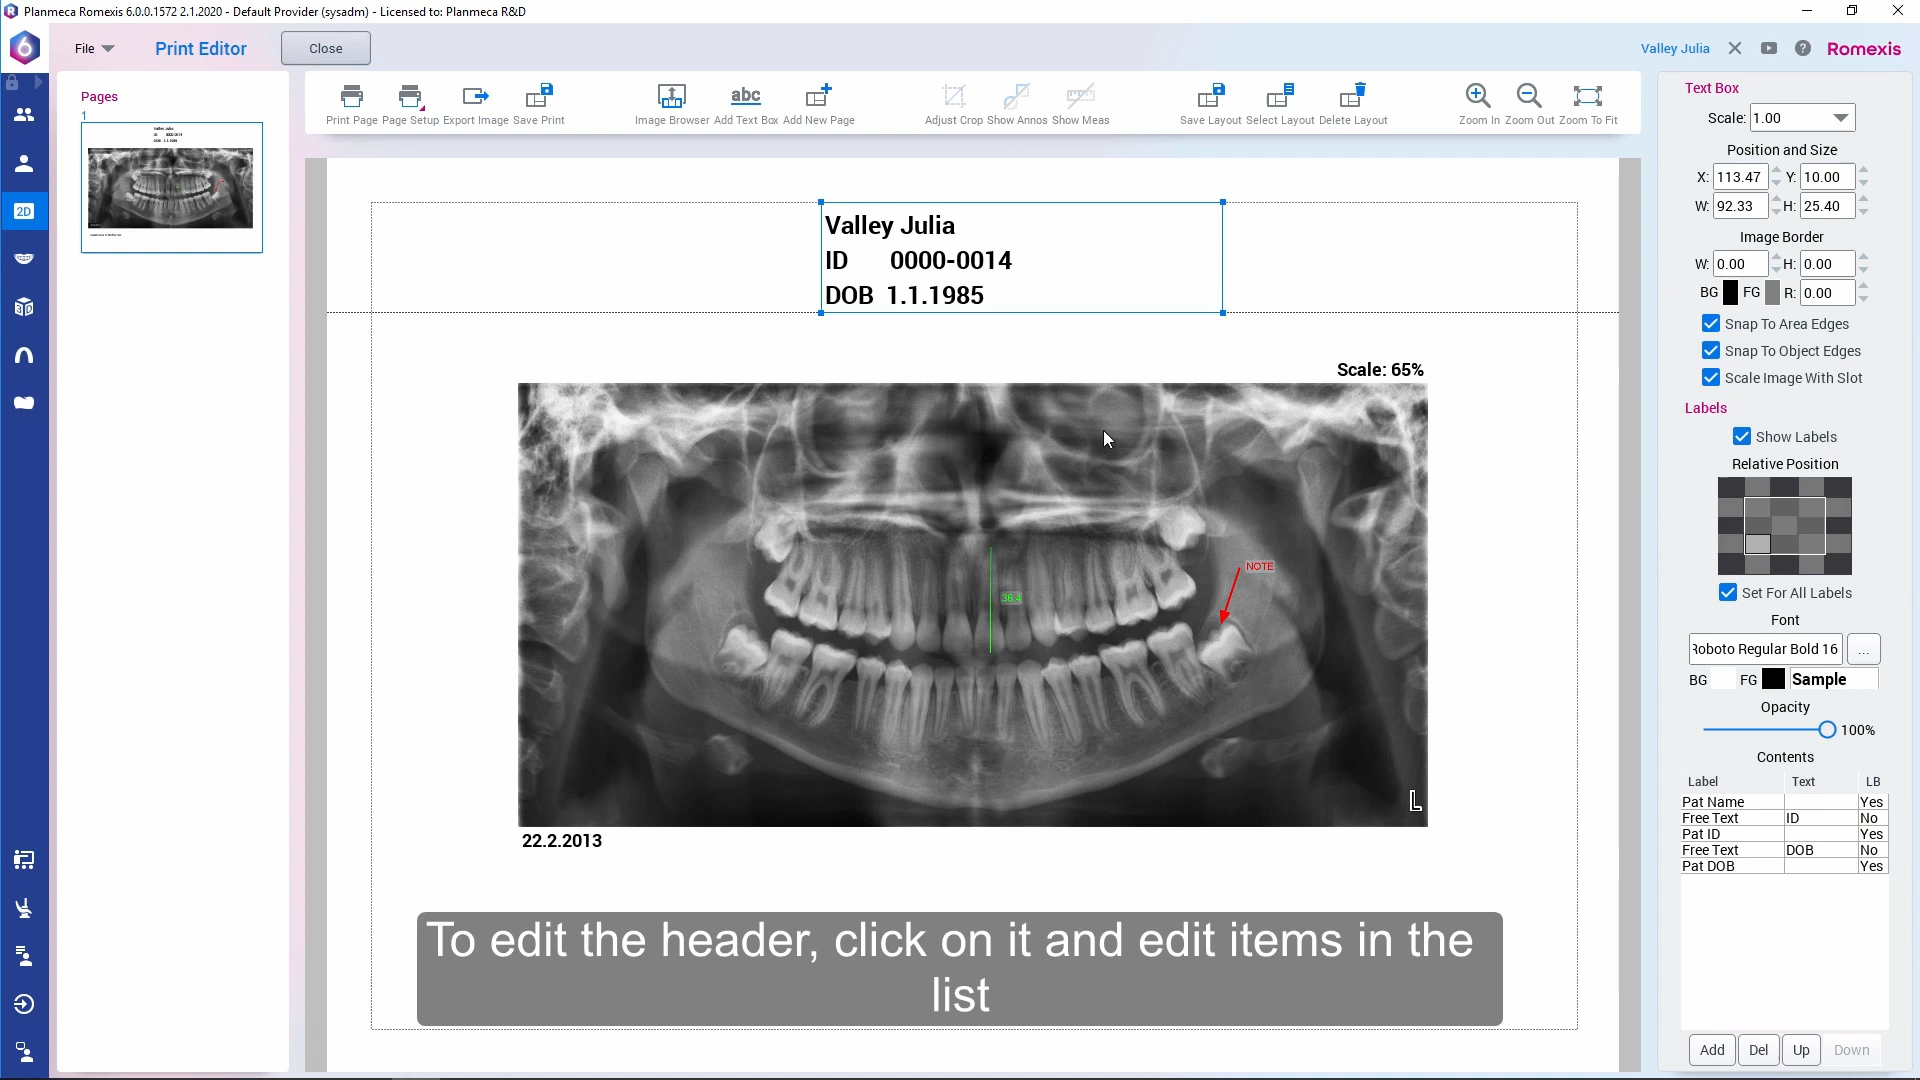 Planmeca Romexis 6.0.0.1572 2.1.2020 - Default Provider (sysadm) - Licensed to: Planmeca R&D
6 File Print Editor Close Valley Julia Romexis
Pages
1
Print Page Page Setup Export Image Save Print Image Browser abc Add Text Box Add New Page Adjust Crop Show Annos Show Meas Save Layout Select Layout Delete Layout Zoom In Zoom Out Zoom To Fit
2D
3D
Valley Julia
ID 0000-0014
DOB 1.1.1985
Scale: 65%
NOTE
36,4
L
22.2.2013
To edit the header, click on it and edit items in the
list
Text Box
Scale: 1.00
Position and Size
X: 113.47 Y: 10.00
W: 92.33 H: 25.40
Image Border
W: 0.00 H: 0.00
BG FG R: 0.00
Snap To Area Edges
Snap To Object Edges
Scale Image With Slot
Labels
Show Labels
Relative Position
Set For All Labels
Font
Roboto Regular Bold 16 ...
BG FG Sample
Opacity
100%
Contents
Label Text LB
Pat Name Yes
Free Text ID No
Pat ID Yes
Free Text DOB No
Pat DOB Yes
Add Del Up Down